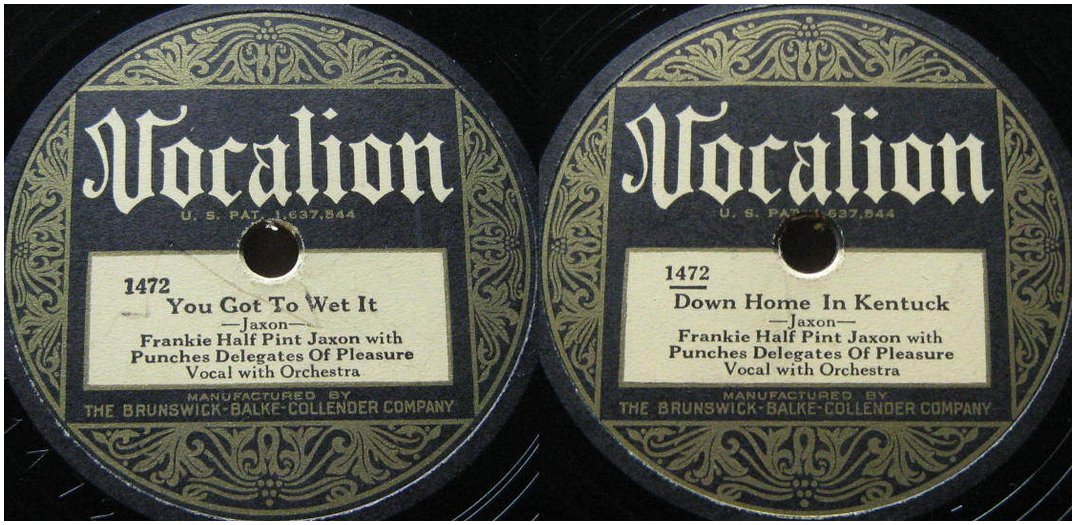 Vocalion
U. S. PAT. 1,637,544
1472
You Got To Wet It
—Jaxon—
Frankie Half Pint Jaxon with
Punches Delegates Of Pleasure
Vocal with Orchestra
MANUFACTURED BY
THE BRUNSWICK-BALKE-COLLENDER COMPANY
Vocalion
U. S. PAT. 1,637,544
1472
Down Home In Kentuck
—Jaxon—
Frankie Half Pint Jaxon with
Punches Delegates Of Pleasure
Vocal with Orchestra
MANUFACTURED BY
THE BRUNSWICK-BALKE-COLLENDER COMPANY